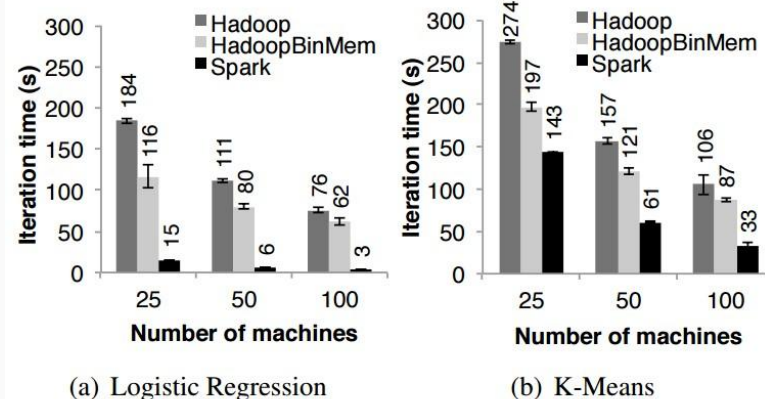 Iteration time (s)
300
250
200
150
100
50
0
Hadoop
HadoopBinMem
Spark
184
116
15
111
80
6
76
62
3
25 50 100
Number of machines
(a) Logistic Regression
Iteration time (s)
300
250
200
150
100
50
0
Hadoop
HadoopBinMem
Spark
274
197
143
157
121
61
106
87
33
25 50 100
Number of machines
(b) K-Means